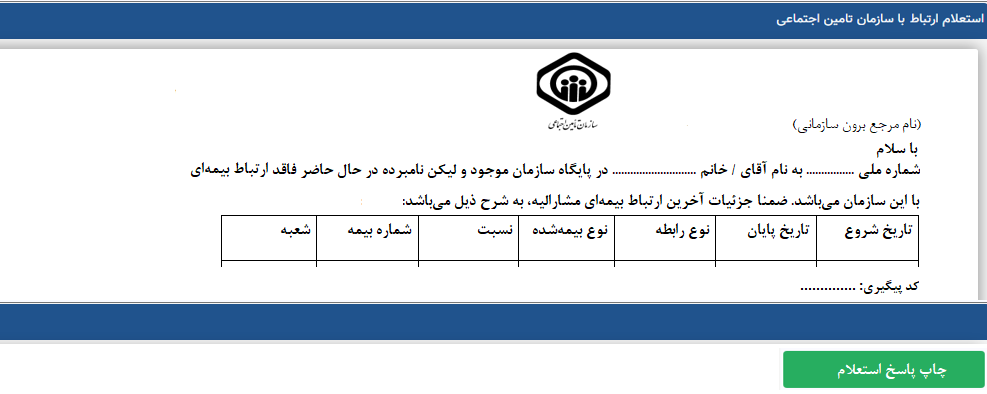 استعلام ارتباط با سازمان تامین اجتماعی
سازمان تأمین اجتماعی
(نام مرجع برون سازمانی)
با سلام
شماره ملی ................ به نام آقای / خانم ............................ در پایگاه سازمان موجود و لیکن نامبرده در حال حاضر فاقد ارتباط بیمه‌ای
با این سازمان می‌باشد. ضمنا جزئیات آخرین ارتباط بیمه‌ای مشارالیه، به شرح ذیل می‌باشد:
تاریخ شروع تاریخ پایان نوع رابطه نوع بیمه‌شده نسبت شماره بیمه شعبه
کد پیگیری: ..............
چاپ پاسخ استعلام